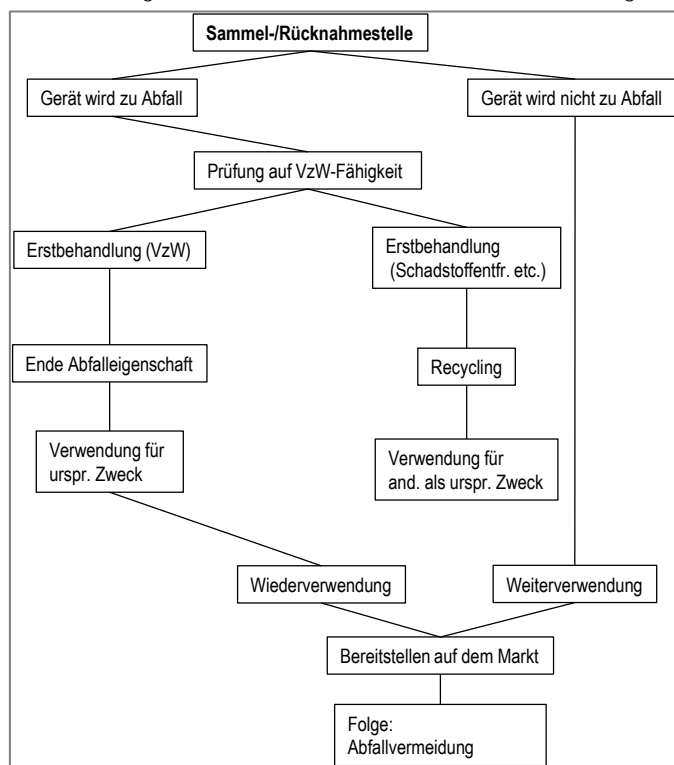 Sammel-/Rücknahmestelle
Gerät wird zu Abfall
Gerät wird nicht zu Abfall
Prüfung auf VzW-Fähigkeit
Erstbehandlung (VzW)
Erstbehandlung
(Schadstoffentfr. etc.)
Ende Abfalleigenschaft
Recycling
Verwendung für
urspr. Zweck
Verwendung für
and. als urspr. Zweck
Wiederverwendung
Weiterverwendung
Bereitstellen auf dem Markt
Folge:
Abfallvermeidung